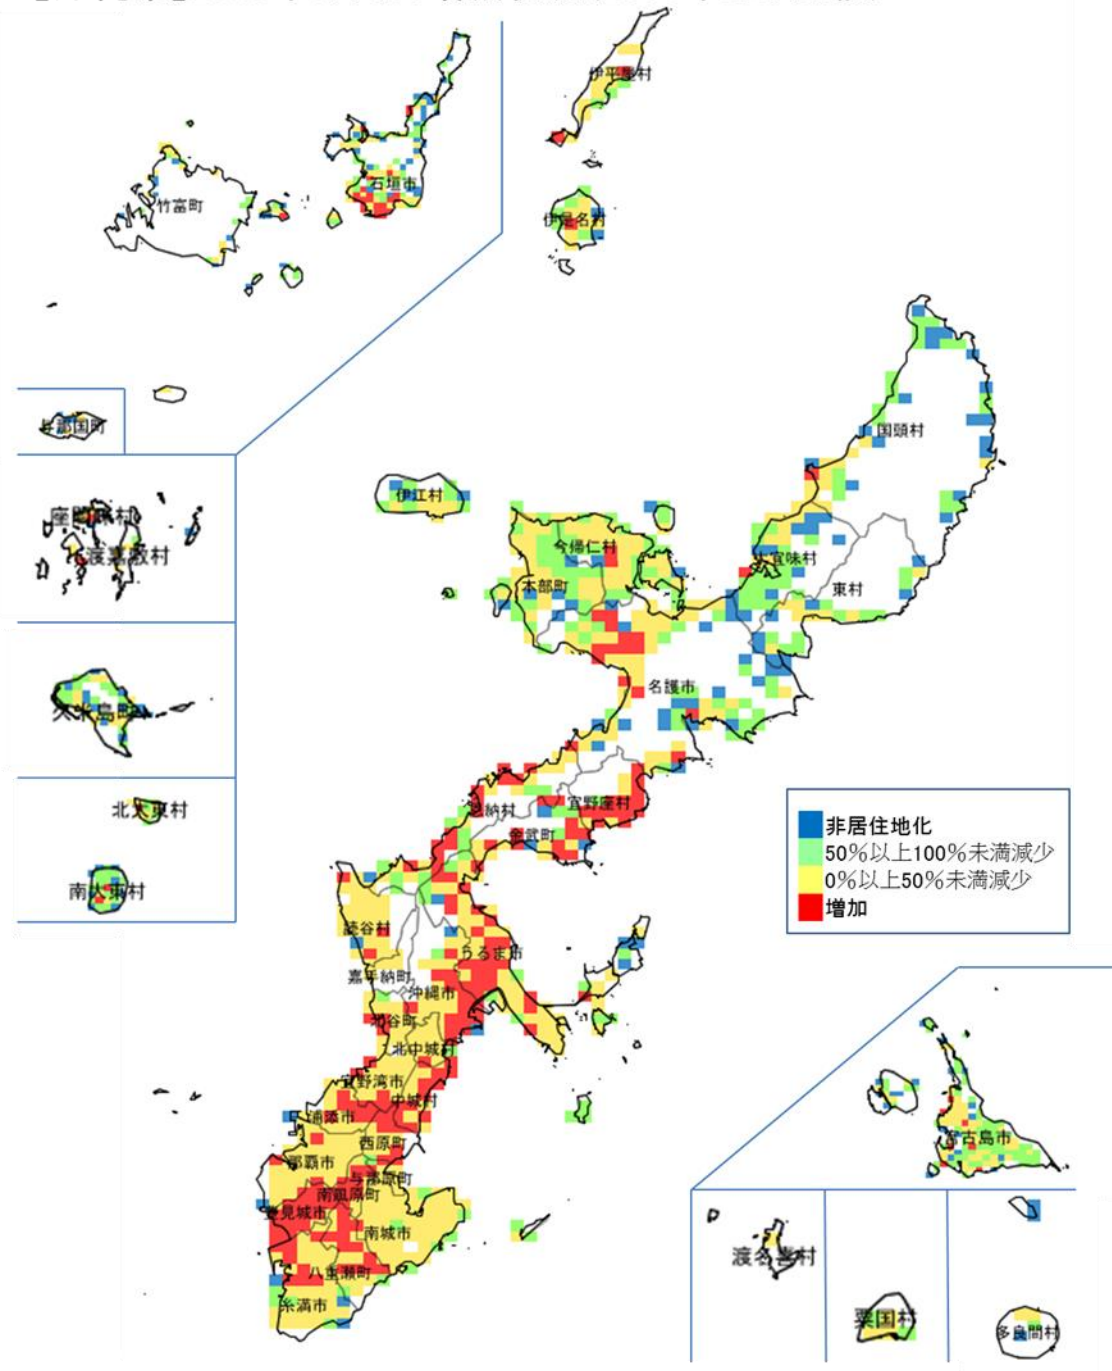 伊平屋村
石垣市
竹富町
伊是名村
与那国町
国頭村
伊江村
座間味村
渡嘉敷村
今帰仁村
大宜味村
本部町
東村
名護市
久米島町
恩納村
宜野座村
北大東村
金武町
非居住地化
50%以上100%未満減少
0%以上50%未満減少
増加
南大東村
読谷村
うるま市
嘉手納町
沖縄市
北谷町
北中城村
宜野湾市
中城村
浦添市
宮古島市
西原町
那覇市
与那原町
南風原町
豊見城市
南城市
渡名喜村
八重瀬町
糸満市
粟国村
多良間村